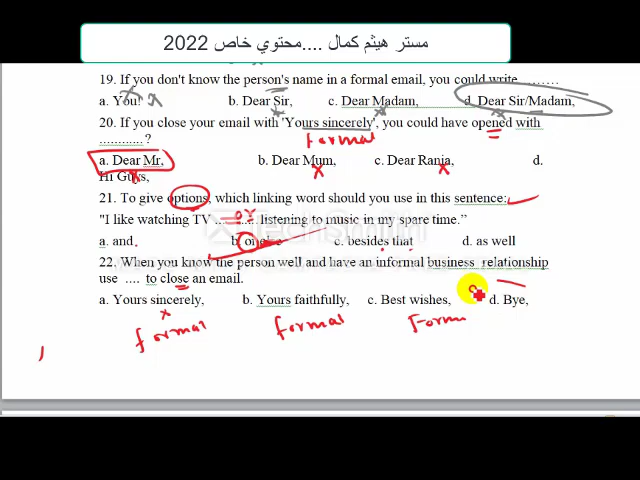 مستر هيثم كمال ....محتوي خاص 2022
19. If you don't know the person's name in a formal email, you could write ………
a. You! x b. Dear Sir, c. Dear Madam, d. Dear Sir/Madam,
20. If you close your email with 'Yours sincerely', you could have opened with
Formal
………… ?
a. Dear Mr, b. Dear Mum, c. Dear Rania, d.
Hi Guys,
21. To give options, which linking word should you use in this sentence:
or
"I like watching TV ……… listening to music in my spare time."
a. and b. c. besides that d. as well
22. When you know the person well and have an informal business relationship
use .... to close an email.
a. Yours sincerely, b. Yours faithfully, c. Best wishes, d. Bye,
formal formal Form